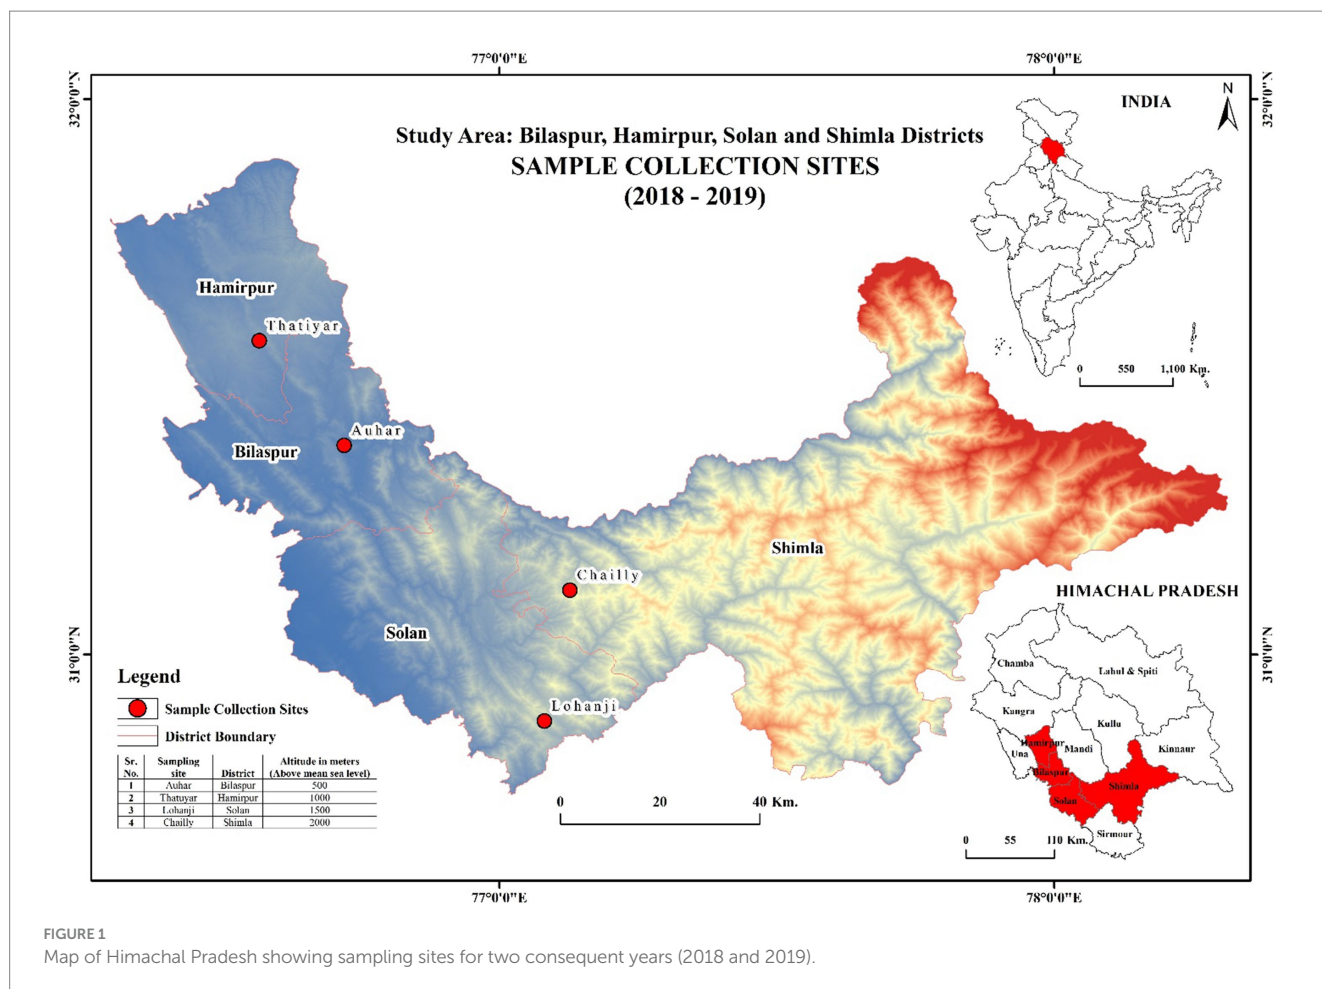 77°0'0"E
78°0'0"E
32°0'0"N
32°0'0"N
Study Area: Bilaspur, Hamirpur, Solan and Shimla Districts
SAMPLE COLLECTION SITES
(2018 - 2019)
INDIA
N
0 550 1,100 Km.
Hamirpur
Thatiyar
Auhar
Bilaspur
Shimla
Chailly
Solan
Lohanji
31°0'0"N
31°0'0"N
HIMACHAL PRADESH
Chamba
Lahul & Spiti
Kangra
Kullu
Hamirpur
Una
Mandi
Kinnaur
Bilaspur
Shimla
Solan
Sirmour
0 55 110 Km.
Legend
Sample Collection Sites
District Boundary
Sr. No. Sampling site District Altitude in meters (Above mean sea level)
1 Auhar Bilaspur 500
2 Thatuyar Hamirpur 1000
3 Lohanji Solan 1500
4 Chailly Shimla 2000
0 20 40 Km.
77°0'0"E
78°0'0"E
FIGURE 1
Map of Himachal Pradesh showing sampling sites for two consequent years (2018 and 2019).